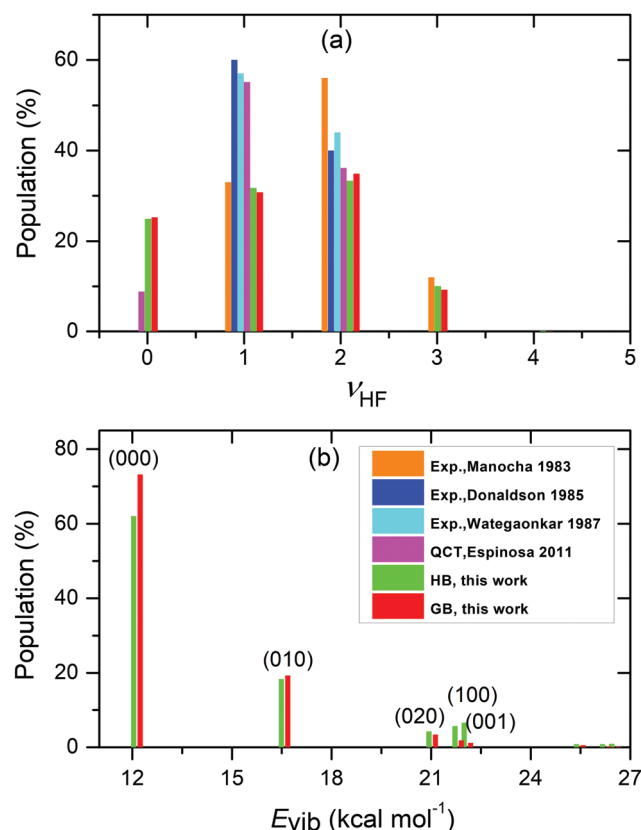 (a)
60
40
20
0
Population (%)
0 1 2 3 4 5
νHF
(b)
80
60
40
20
0
Population (%)
(000)
(010)
(020)
(100)
(001)
Exp.,Manocha 1983
Exp.,Donaldson 1985
Exp.,Wategaonkar 1987
QCT,Espinosa 2011
HB, this work
GB, this work
12 15 18 21 24 27
Evib (kcal mol⁻¹)